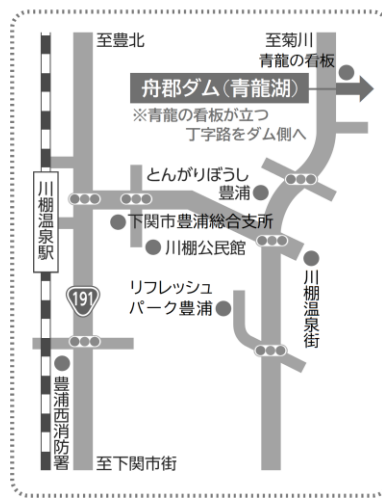 至豊北
至菊川
青龍の看板
舟郡ダム（青龍湖）
※青龍の看板が立つ
丁字路をダム側へ
とんがりぼうし
豊浦
下関市豊浦総合支所
川棚公民館
川棚温泉駅
川棚温泉街
リフレッシュ
パーク豊浦
191
豊浦西消防署
至下関市街